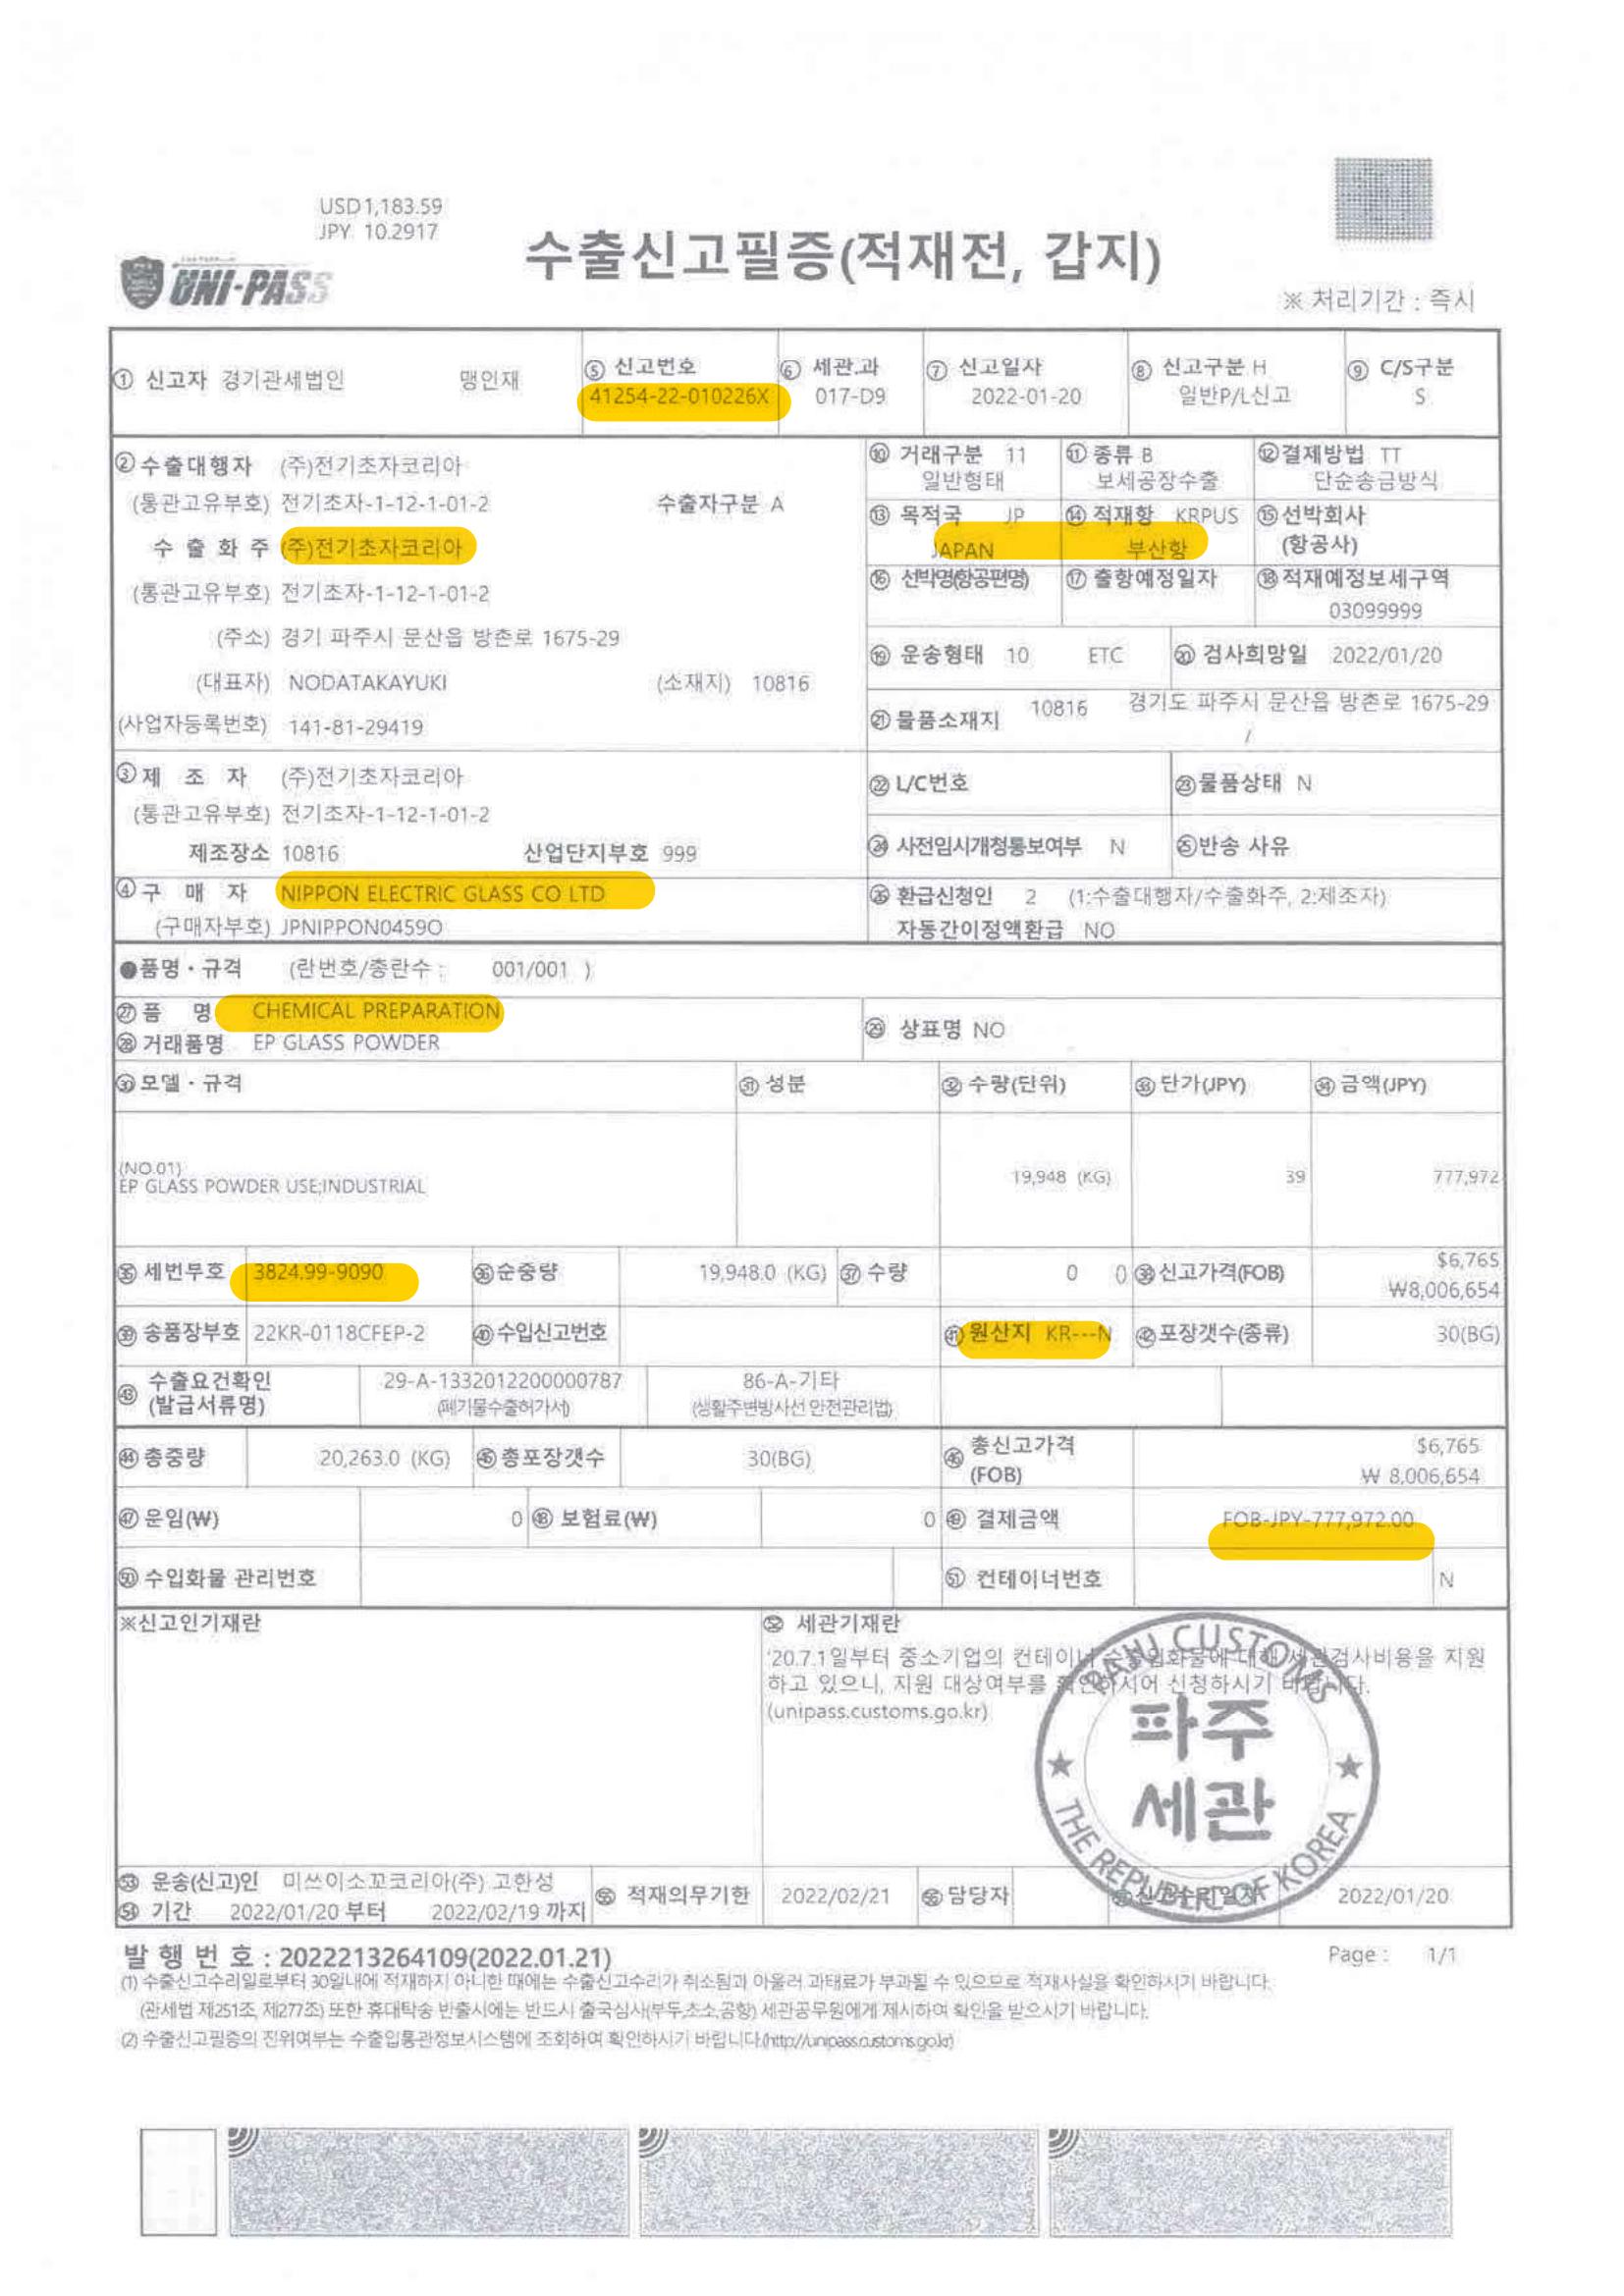 USD1,183.59
JPY 10.2917
UNI-PASS
수출신고필증(적재전, 갑지)
※ 처리기간 : 즉시
① 신고자 경기관세법인 맹인재
⑤ 신고번호 41254-22-010226X
⑥ 세관.과 017-D9
⑦ 신고일자 2022-01-20
⑧ 신고구분 H 일반P/L신고
⑨ C/S구분 S
②수출대행자 (주)전기초자코리아
(통관고유부호) 전기초자-1-12-1-01-2 수출자구분 A
수 출 화 주 (주)전기초자코리아
(통관고유부호) 전기초자-1-12-1-01-2
(주소) 경기 파주시 문산읍 방촌로 1675-29
(대표자) NODATAKAYUKI (소재지) 10816
(사업자등록번호) 141-81-29419
⑩ 거래구분 11 일반형태
⑪ 종류 B 보세공장수출
⑫결제방법 TT 단순송금방식
⑬ 목적국 JP JAPAN
⑭ 적재항 KRPUS 부산항
⑮선박회사 (항공사)
⑯ 선박명(항공편명)
⑰ 출항예정일자
⑱적재예정보세구역 03099999
⑲ 운송형태 10 ETC
⑳ 검사희망일 2022/01/20
㉑물품소재지 10816 경기도 파주시 문산읍 방촌로 1675-29 /
③제 조 자 (주)전기초자코리아
(통관고유부호) 전기초자-1-12-1-01-2
제조장소 10816 산업단지부호 999
㉒ L/C번호
㉓물품상태 N
㉔ 사전임시개청통보여부 N
㉕반송 사유
④구 매 자 NIPPON ELECTRIC GLASS CO LTD
(구매자부호) JPNIPPON0459O
㉖ 환급신청인 2 (1:수출대행자/수출화주, 2:제조자)
자동간이정액환급 NO
●품명 · 규격 (란번호/총란수 : 001/001 )
㉗품 명 CHEMICAL PREPARATION
㉘거래품명 EP GLASS POWDER
㉙ 상표명 NO
㉚모델 · 규격 ㉛ 성분 ㉜ 수량(단위) ㉝단가(JPY) ㉞금액(JPY)
(NO.01)
EP GLASS POWDER USE;INDUSTRIAL 19,948 (KG) 39 777,972
㉟ 세번부호 3824.99-9090 ㊱순중량 19,948.0 (KG) ㊲ 수량 0 0 ㊳신고가격(FOB) $6,765
₩8,006,654
㊴ 송품장부호 22KR-0118CFEP-2 ㊵수입신고번호 ㊶원산지 KR---N ㊷포장갯수(종류) 30(BG)
㊸ 수출요건확인 29-A-1332012200000787 86-A-기타
(발급서류명) (폐기물수출허가서) (생활주변방사선 안전관리법)
㊹총중량 20,263.0 (KG) ㊺총포장갯수 30(BG) ㊻ 총신고가격 (FOB) $6,765
₩ 8,006,654
㊼운임(₩) 0 ㊽ 보험료(₩) 0 ㊾ 결제금액 FOB-JPY-777,972.00
㊿ 수입화물 관리번호 51 컨테이너번호 N
※신고인기재란
52 세관기재란
'20.7.1일부터 중소기업의 컨테이너 수출입화물에 대해 세관검사비용을 지원
하고 있으니, 지원 대상여부를 확인하시어 신청하시기 바랍니다.
(unipass.customs.go.kr)
PAJU CUSTOMS
파주
세관
THE REPUBLIC OF KOREA
53 운송(신고)인 미쓰이소꼬코리아(주) 고한성
54 기간 2022/01/20 부터 2022/02/19 까지
55 적재의무기한 2022/02/21
56담당자
57신고수리일자 2022/01/20
발 행 번 호 : 2022213264109(2022.01.21)
Page : 1/1
(1) 수출신고수리일로부터 30일내에 적재하지 아니한 때에는 수출신고수리가 취소됨과 아울러 과태료가 부과될 수 있으므로 적재사실을 확인하시기 바랍니다.
(관세법 제251조, 제277조) 또한 휴대탁송 반출시에는 반드시 출국심사(부두,초소,공항) 세관공무원에게 제시하여 확인을 받으시기 바랍니다.
(2) 수출신고필증의 진위여부는 수출입통관정보시스템에 조회하여 확인하시기 바랍니다.(http://unipass.customs.go.kr)